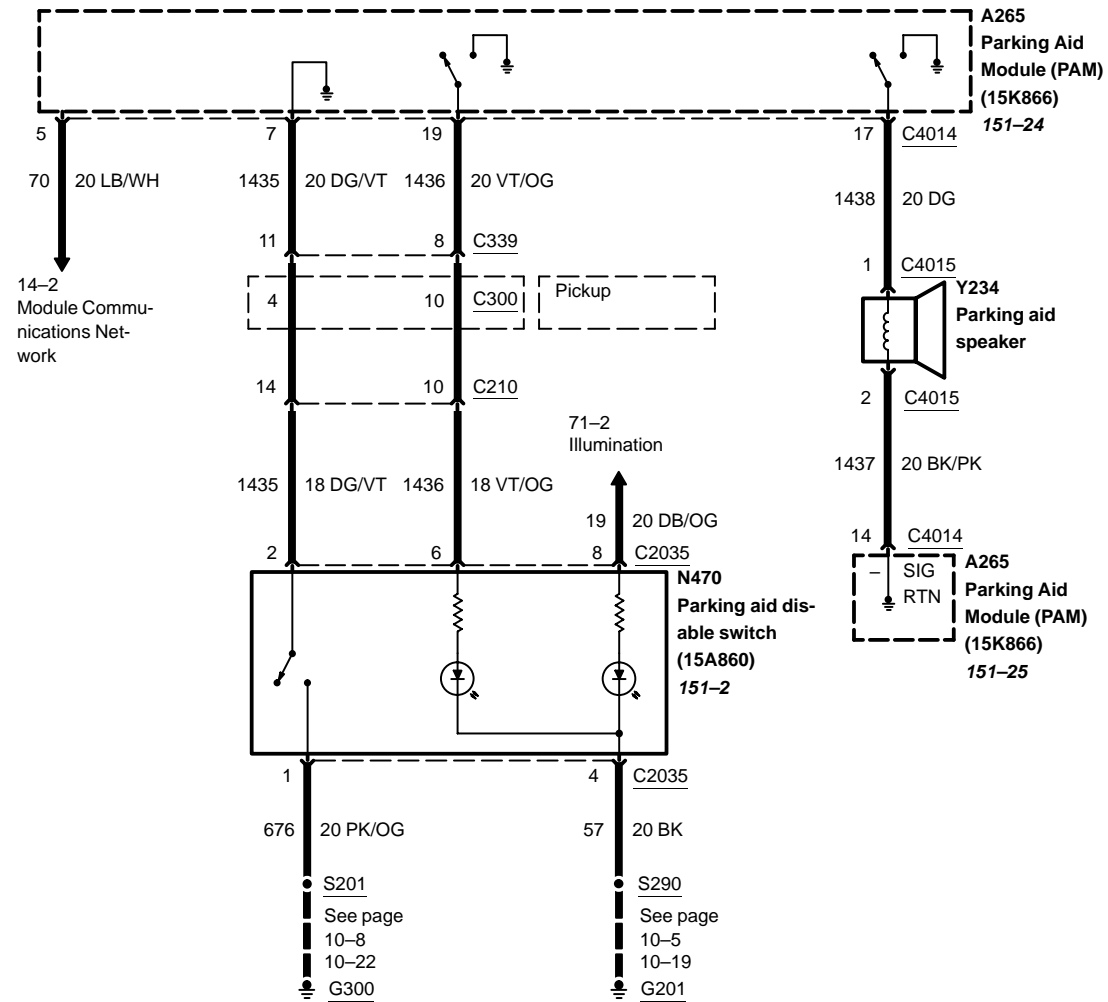 A265
Parking Aid
Module (PAM)
(15K866)
151–24
5
7
19
17
C4014
70
20 LB/WH
1435
20 DG/VT
1436
20 VT/OG
1438
20 DG
11
8
C339
14–2
Module Commu-
nications Net-
work
4
10
C300
Pickup
1
C4015
Y234
Parking aid
speaker
14
10
C210
2
C4015
71–2
Illumination
1435
18 DG/VT
1436
18 VT/OG
1437
20 BK/PK
19
20 DB/OG
2
6
8
C2035
14
C4014
N470
Parking aid dis-
able switch
(15A860)
151–2
– SIG
RTN
A265
Parking Aid
Module (PAM)
(15K866)
151–25
1
4
C2035
676
20 PK/OG
57
20 BK
S201
See page
10–8
10–22
G300
S290
See page
10–5
10–19
G201